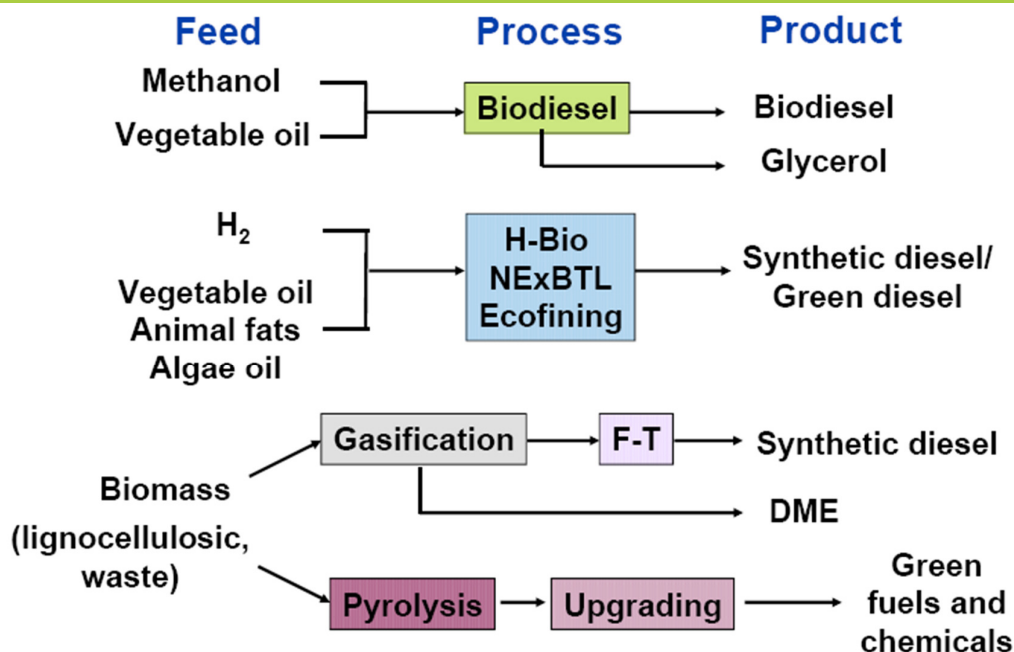 Feed
Process
Product
Methanol
Vegetable oil
Biodiesel
Biodiesel
Glycerol
H₂
Vegetable oil
Animal fats
Algae oil
H-Bio
NExBTL
Ecofining
Synthetic diesel/
Green diesel
Biomass
(lignocellulosic,
waste)
Gasification
F-T
Synthetic diesel
DME
Pyrolysis
Upgrading
Green
fuels and
chemicals